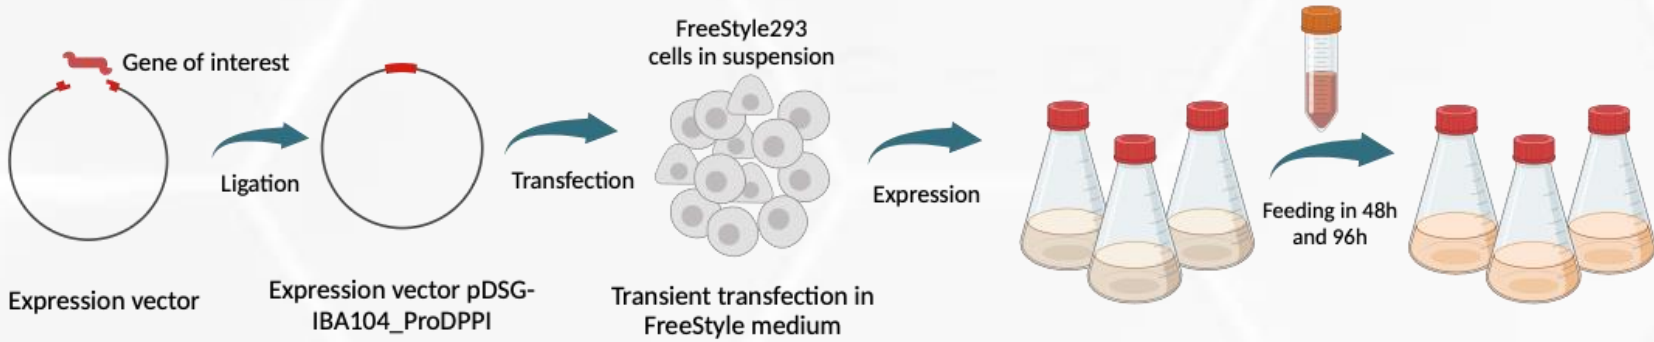 Gene of interest
Expression vector
Ligation
Expression vector pDSG-
IBA104_ProDPPI
Transfection
FreeStyle293
cells in suspension
Transient transfection in
FreeStyle medium
Expression
Feeding in 48h
and 96h